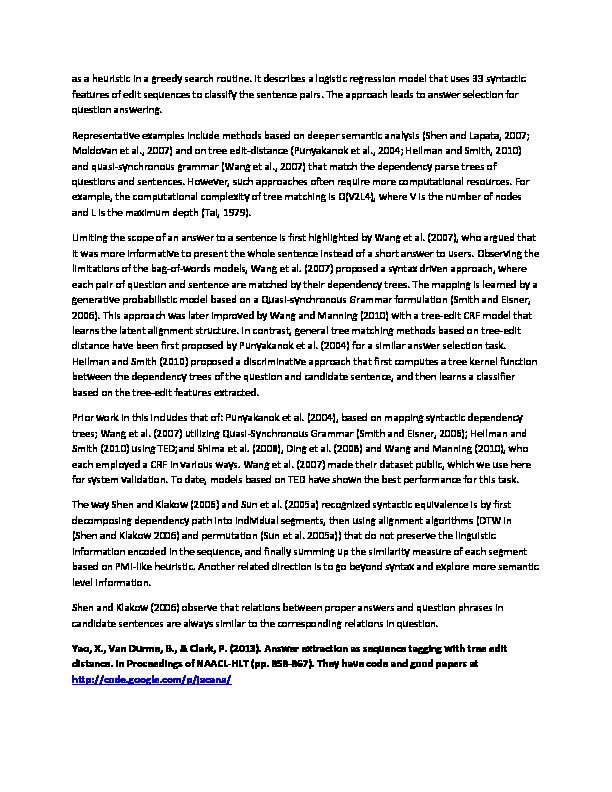 as a heuristic in a greedy search routine. It describes a logistic regression model that uses 33 syntactic
features of edit sequences to classify the sentence pairs. The approach leads to answer selection for
question answering.
Representative examples include methods based on deeper semantic analysis (Shen and Lapata, 2007;
Moldovan et al., 2007) and on tree edit-distance (Punyakanok et al., 2004; Heilman and Smith, 2010)
and quasi-synchronous grammar (Wang et al., 2007) that match the dependency parse trees of
questions and sentences. However, such approaches often require more computational resources. For
example, the computational complexity of tree matching is O(V2L4), where V is the number of nodes
and L is the maximum depth (Tai, 1979).
Limiting the scope of an answer to a sentence is first highlighted by Wang et al. (2007), who argued that
it was more informative to present the whole sentence instead of a short answer to users. Observing the
limitations of the bag-of-words models, Wang et al. (2007) proposed a syntax driven approach, where
each pair of question and sentence are matched by their dependency trees. The mapping is learned by a
generative probabilistic model based on a Quasi-synchronous Grammar formulation (Smith and Eisner,
2006). This approach was later improved by Wang and Manning (2010) with a tree-edit CRF model that
learns the latent alignment structure. In contrast, general tree matching methods based on tree-edit
distance have been first proposed by Punyakanok et al. (2004) for a similar answer selection task.
Heilman and Smith (2010) proposed a discriminative approach that first computes a tree kernel function
between the dependency trees of the question and candidate sentence, and then learns a classifier
based on the tree-edit features extracted.
Prior work in this includes that of: Punyakanok et al. (2004), based on mapping syntactic dependency
trees; Wang et al. (2007) utilizing Quasi-Synchronous Grammar (Smith and Eisner, 2006); Heilman and
Smith (2010) using TED;and Shima et al. (2008), Ding et al. (2008) and Wang and Manning (2010), who
each employed a CRF in various ways. Wang et al. (2007) made their dataset public, which we use here
for system validation. To date, models based on TED have shown the best performance for this task.
The way Shen and Klakow (2006) and Sun et al. (2005a) recognized syntactic equivalence is by first
decomposing dependency path into individual segments, then using alignment algorithms (DTW in
(Shen and Klakow 2006) and permutation (Sun et al. 2005a)) that do not preserve the linguistic
information encoded in the sequence, and finally summing up the similarity measure of each segment
based on PMI-like heuristic. Another related direction is to go beyond syntax and explore more semantic
level information.
Shen and Klakow (2006) observe that relations between proper answers and question phrases in
candidate sentences are always similar to the corresponding relations in question.
Yao, X., Van Durme, B., & Clark, P. (2013). Answer extraction as sequence tagging with tree edit
distance. In Proceedings of NAACL-HLT (pp. 858-867). They have code and good papers at
http://code.google.com/p/jacana/